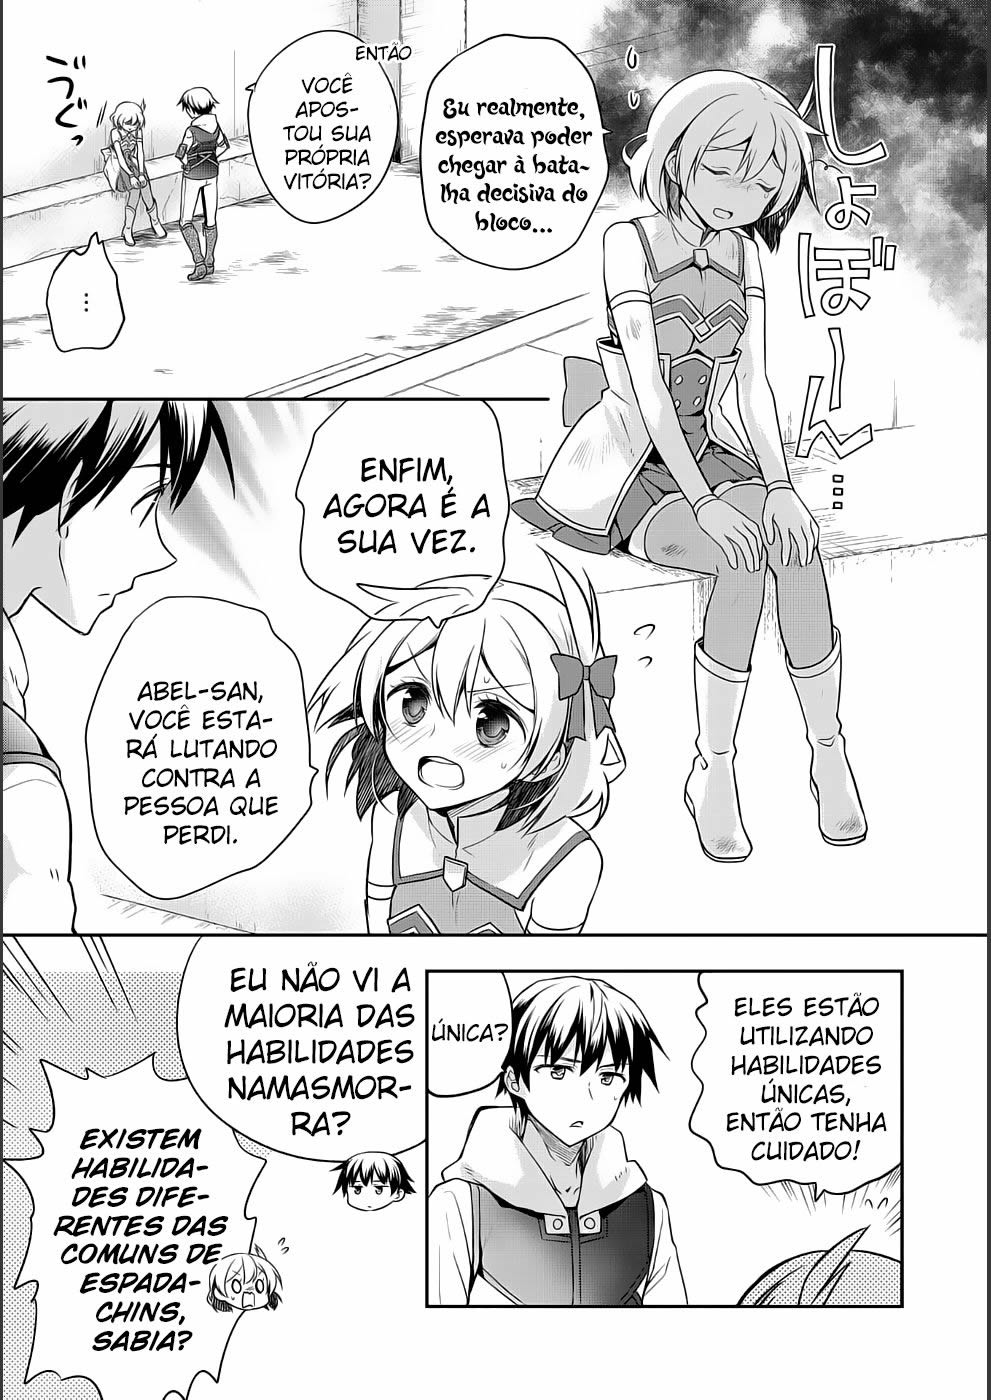 しょぼーん……
Eu realmente,
esperava poder
chegar à bata-
lha decisiva do
bloco...
ENTÃO
VOCÊ
APOS-
TOU SUA
PRÓPRIA
VITÓRIA?
...
ENFIM,
AGORA É A
SUA VEZ.
ABEL-SAN,
VOCÊ ESTA-
RÁ LUTANDO
CONTRA A
PESSOA QUE
PERDI.
ELES ESTÃO
UTILIZANDO
HABILIDADES
ÚNICAS,
ENTÃO TENHA
CUIDADO!
ÚNICA?
EU NÃO VI A
MAIORIA DAS
HABILIDADES
NAMASMOR-
RA?
EXISTEM
HABILIDA-
DES DIFE-
RENTES DAS
COMUNS DE
ESPADA-
CHINS,
SABIA?